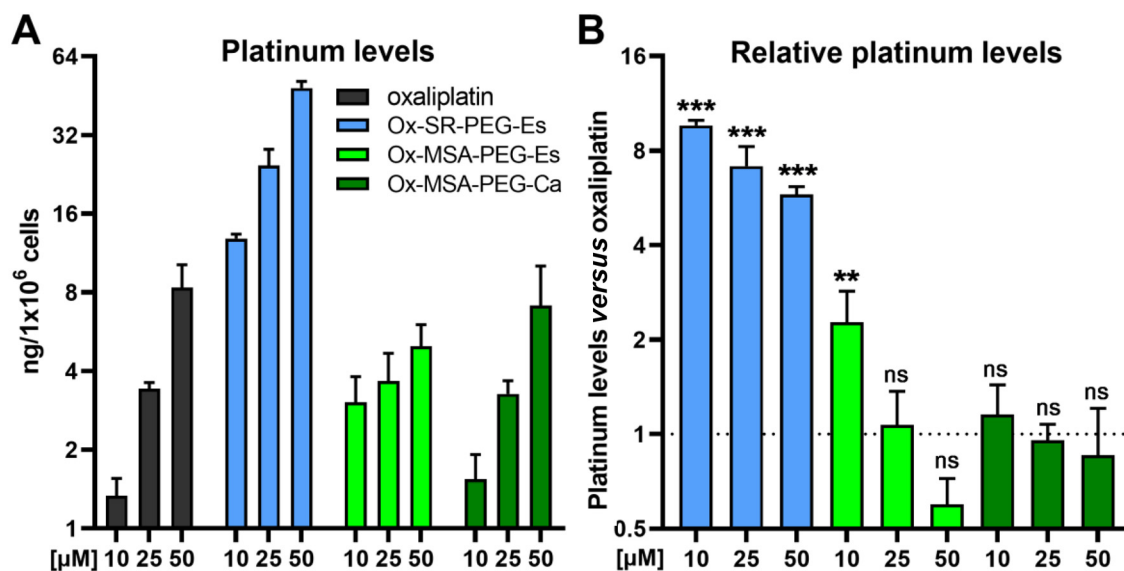 A
Platinum levels
ng/1x10⁶ cells
64
32
16
8
4
2
1
oxaliplatin
Ox-SR-PEG-Es
Ox-MSA-PEG-Es
Ox-MSA-PEG-Ca
[µM] 10 25 50 10 25 50 10 25 50 10 25 50
B
Relative platinum levels
Platinum levels versus oxaliplatin
16
8
4
2
1
0.5
***
***
***
**
ns
ns
ns
ns
ns
[µM] 10 25 50 10 25 50 10 25 50